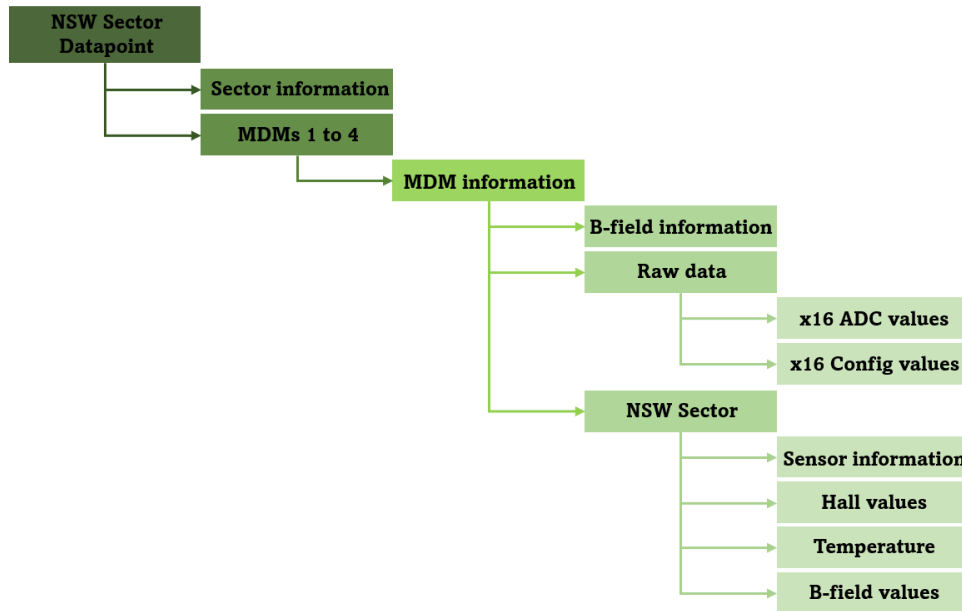 NSW Sector
Datapoint
Sector information
MDMs 1 to 4
MDM information
B-field information
Raw data
x16 ADC values
x16 Config values
NSW Sector
Sensor information
Hall values
Temperature
B-field values